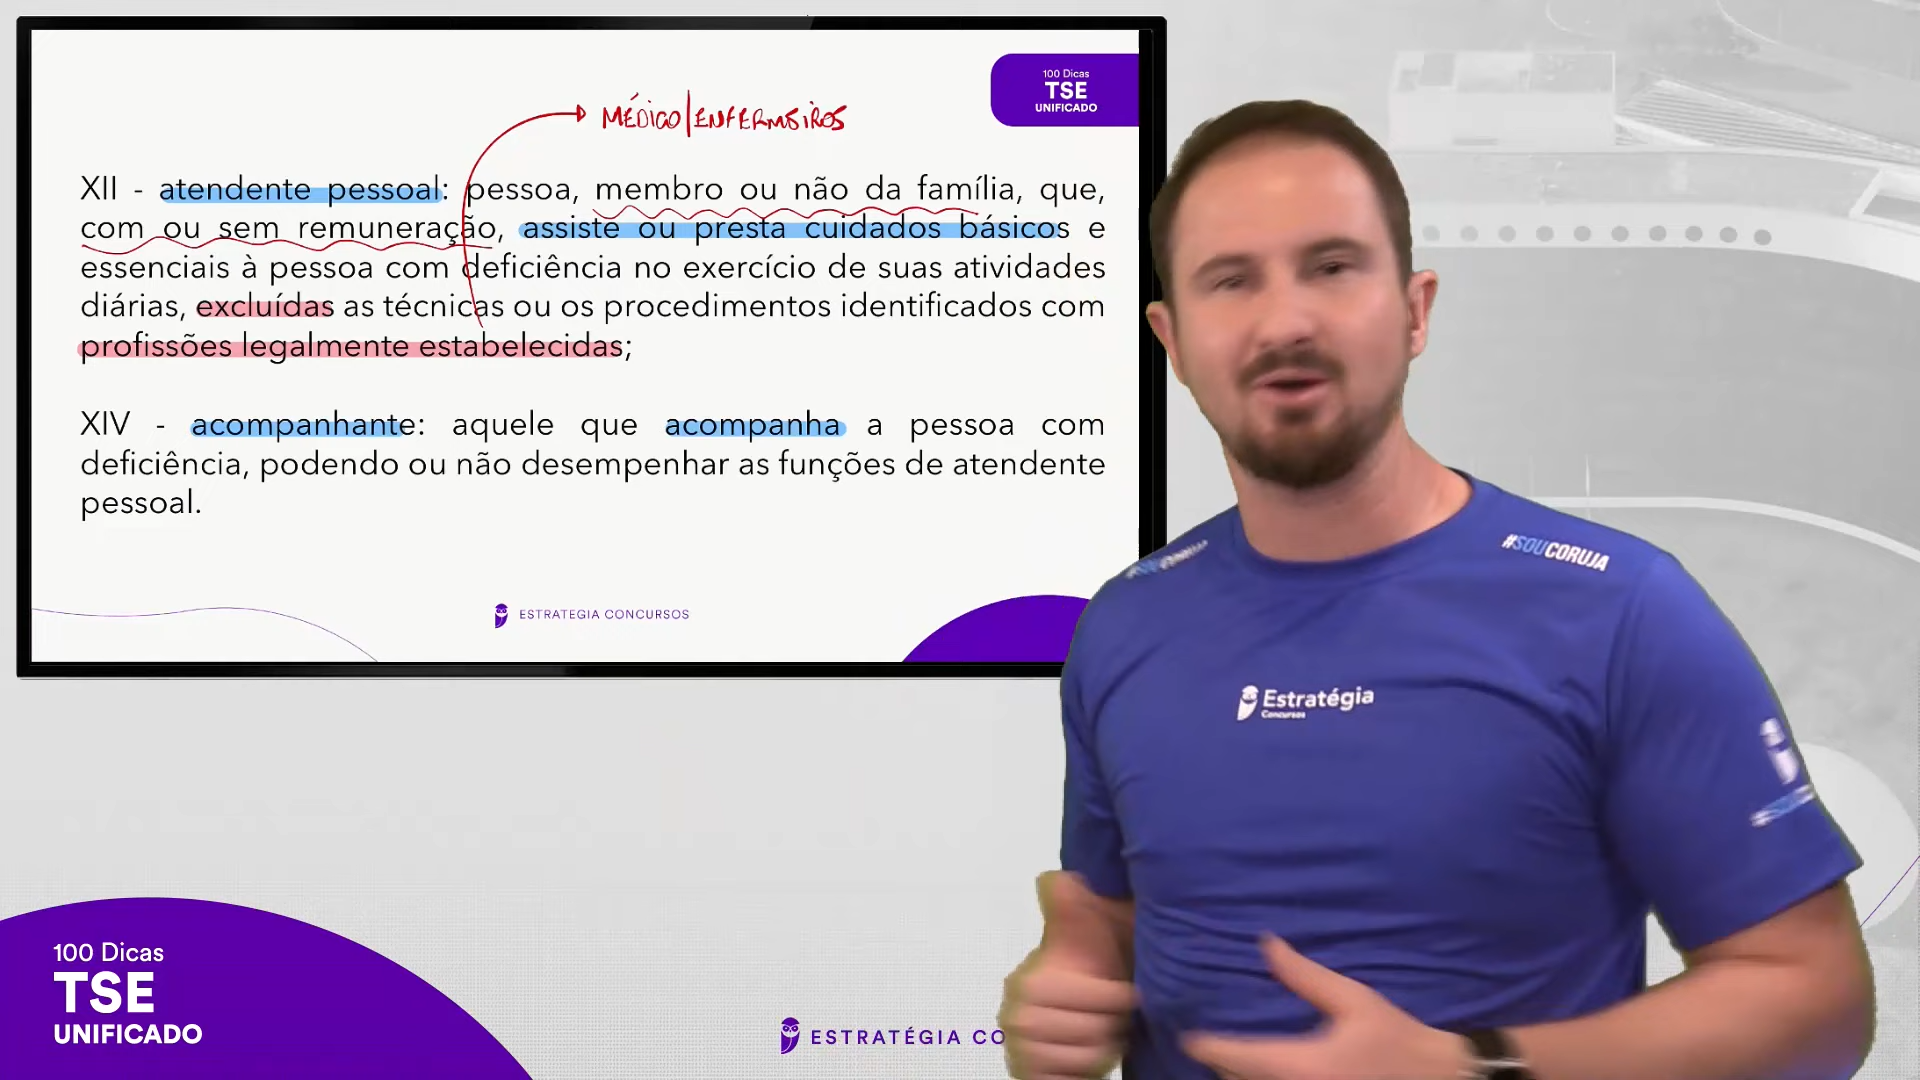 100 Dicas
TSE
UNIFICADO
MÉDICO|ENFERMEIROS
XII - atendente pessoal: pessoa, membro ou não da família, que,
com ou sem remuneração, assiste ou presta cuidados básicos e
essenciais à pessoa com deficiência no exercício de suas atividades
diárias, excluídas as técnicas ou os procedimentos identificados com
profissões legalmente estabelecidas;
XIV - acompanhante: aquele que acompanha a pessoa com
deficiência, podendo ou não desempenhar as funções de atendente
pessoal.
ESTRATEGIA CONCURSOS
#SOUCORUJA
Estratégia
Concursos
100 Dicas
TSE
UNIFICADO
ESTRATÉGIA CO